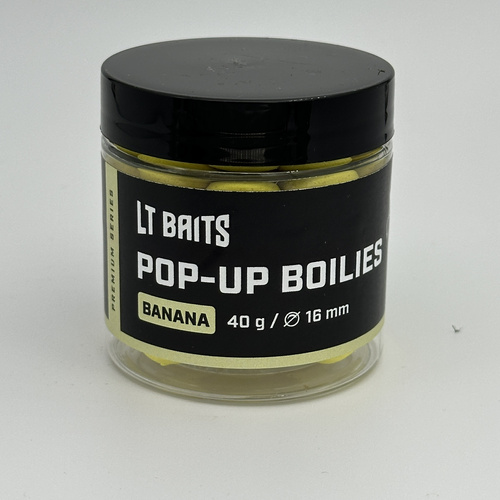 PREMIUM SERIES
LT BAITS
POP-UP BOILIES
BANANA 40 g / ⌀ 16 mm